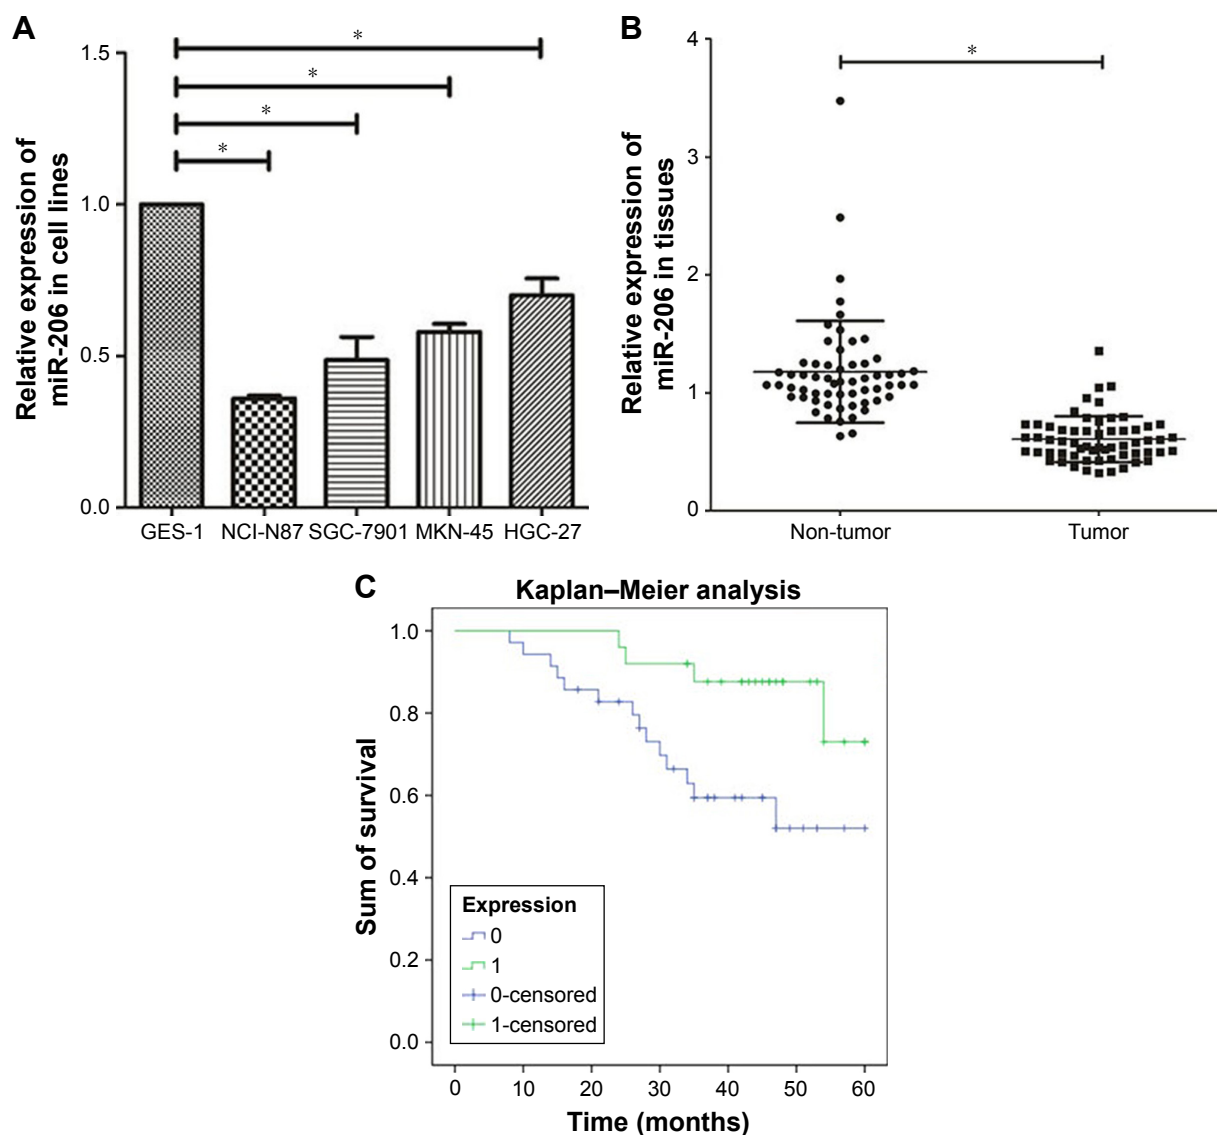 A
Relative expression of
miR-206 in cell lines
1.5
1.0
0.5
0.0
*
*
*
*
GES-1 NCI-N87 SGC-7901 MKN-45 HGC-27
B
Relative expression of
miR-206 in tissues
4
3
2
1
0
*
Non-tumor Tumor
C
Kaplan–Meier analysis
Sum of survival
1.0
0.8
0.6
0.4
0.2
0.0
Expression
0
1
0-censored
1-censored
0 10 20 30 40 50 60
Time (months)